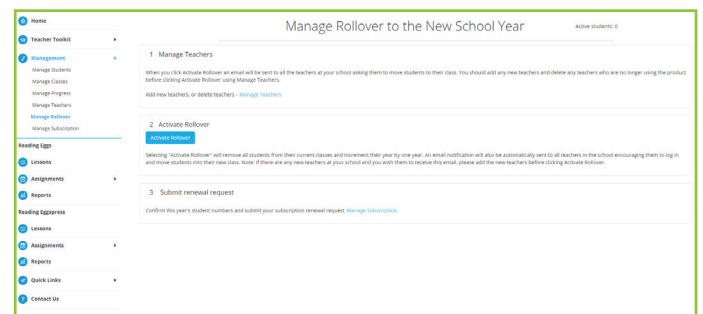 Home
Teacher Toolkit
Management
Manage Students
Manage Classes
Manage Progress
Manage Teachers
Manage Rollover
Manage Subscription
Reading Eggs
Lessons
Assignments
Reports
Reading Eggspress
Lessons
Assignments
Reports
Quick Links
Contact Us
Manage Rollover to the New School Year
Active students: 0
1 Manage Teachers
When you click Activate Rollover an email will be sent to all the teachers at your school asking them to move students to their class. You should add any new teachers and delete any teachers who are no longer using the product
before clicking Activate Rollover using Manage Teachers.
Add new teachers, or delete teachers - Manage Teachers
2 Activate Rollover
Activate Rollover
Selecting "Activate Rollover" will remove all students from their current classes and increment their year by one year. An email notification will also be automatically sent to all teachers in the school encouraging them to log in
and move students into their new class. Note: if there are any new teachers at your school and you wish them to receive this email, please add the new teachers before clicking Activate Rollover.
3 Submit renewal request
Confirm this year's student numbers and submit your subscription renewal request Manage Subscription